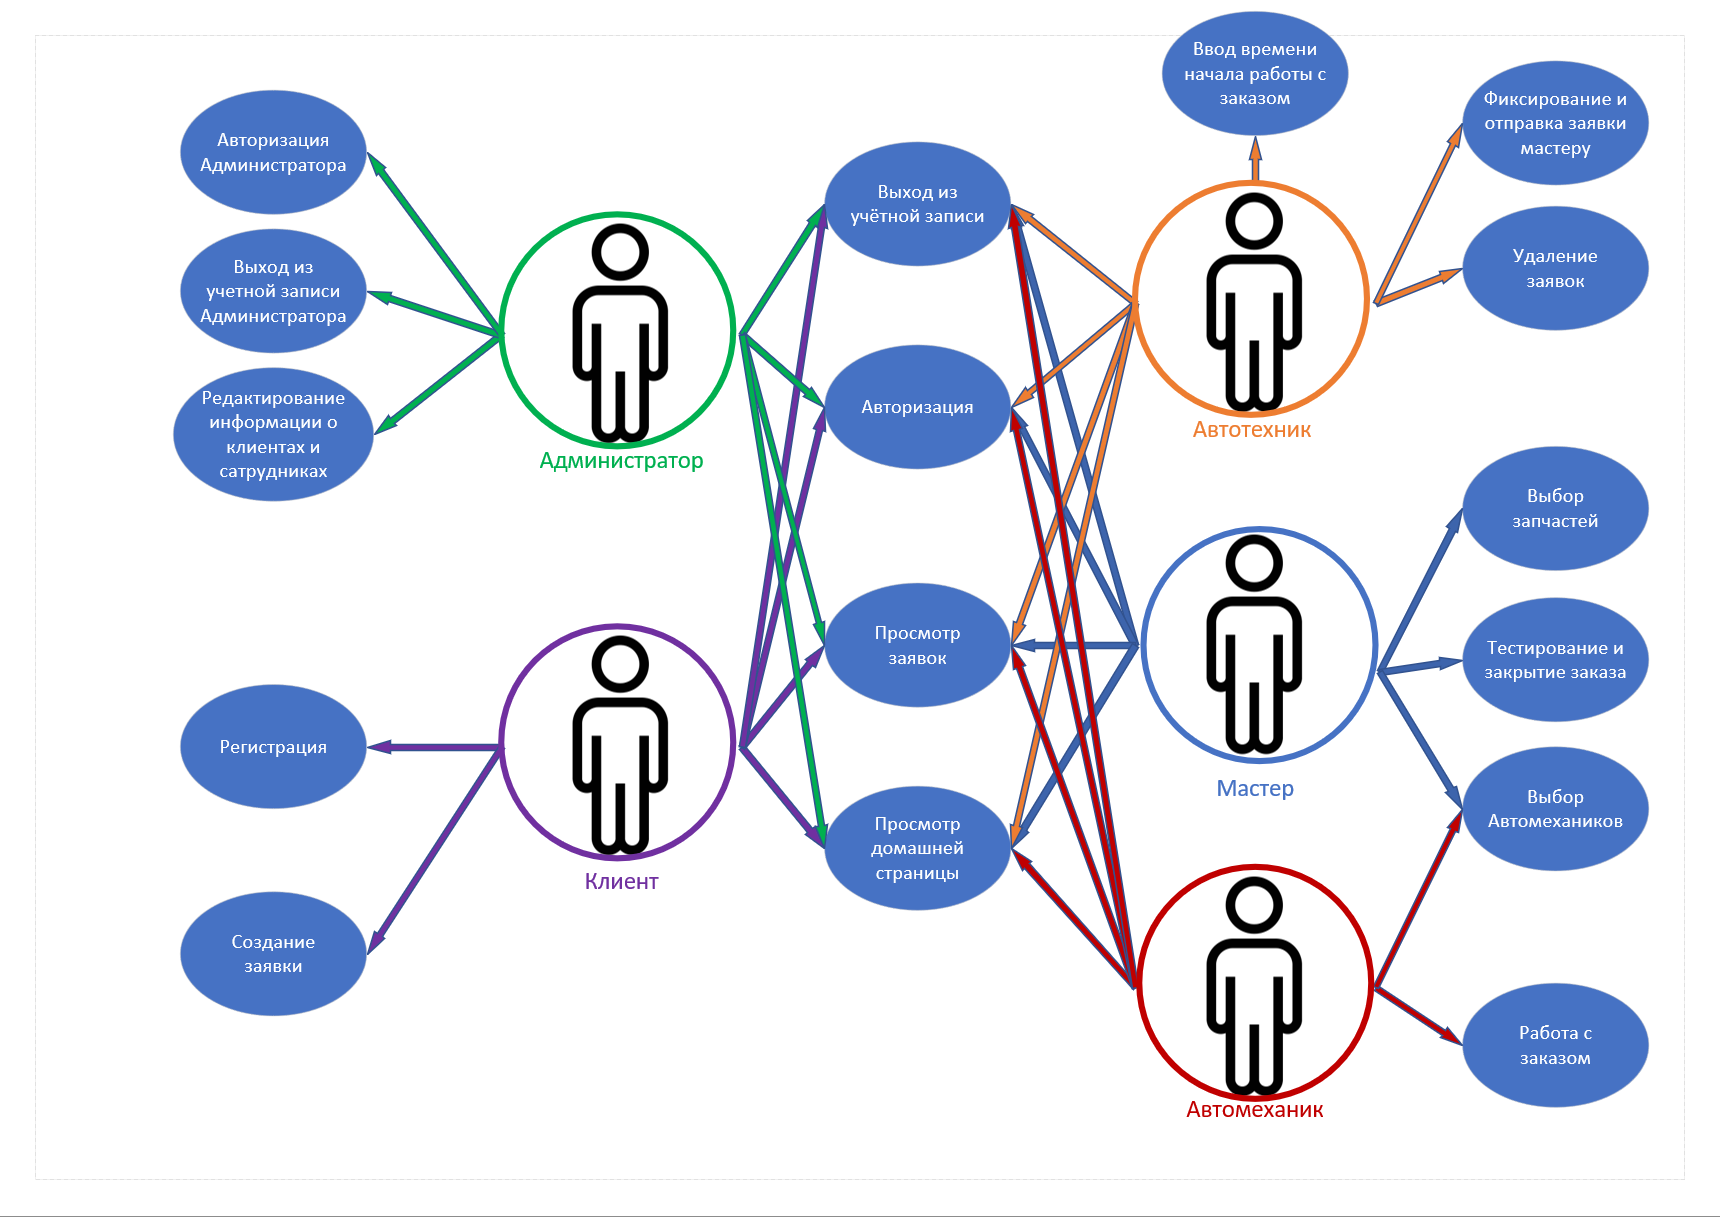 Ввод времени
начала работы с
заказом
Фиксирование и
отправка заявки
мастеру
Авторизация
Администратора
Выход из
учётной записи
Удаление
заявок
Выход из
учетной записи
Администратора
Редактирование
информации о
клиентах и
сатрудниках
Авторизация
Автотехник
Администратор
Выбор
запчастей
Просмотр
заявок
Тестирование и
закрытие заказа
Регистрация
Мастер
Выбор
Автомехаников
Просмотр
домашней
страницы
Клиент
Создание
заявки
Работа с
заказом
Автомеханик